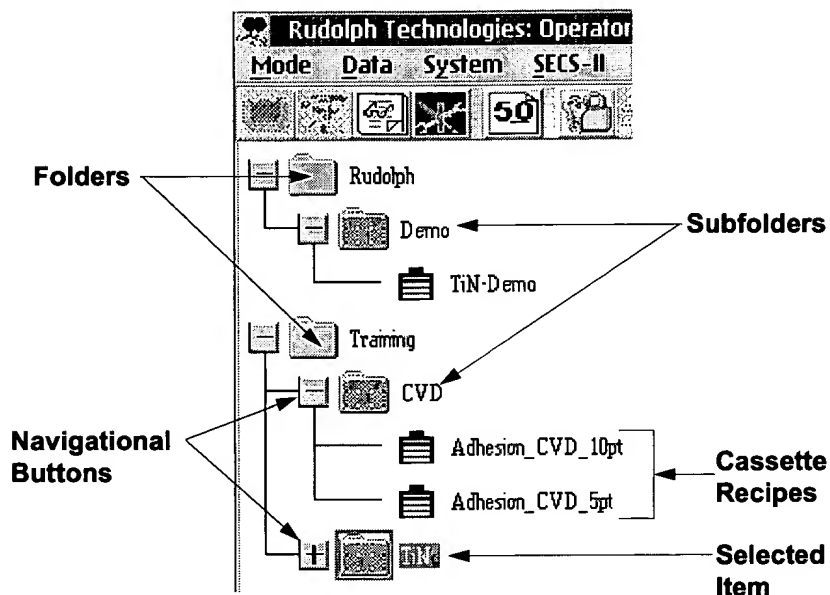 Rudolph Technologies: Operator
Mode Data System SECS-II
50
Folders
Rudolph
Demo
Subfolders
TiN-Demo
Training
CVD
Navigational
Buttons
Adhesion_CVD_10pt
Adhesion_CVD_5pt
Cassette
Recipes
TiN
Selected
Item